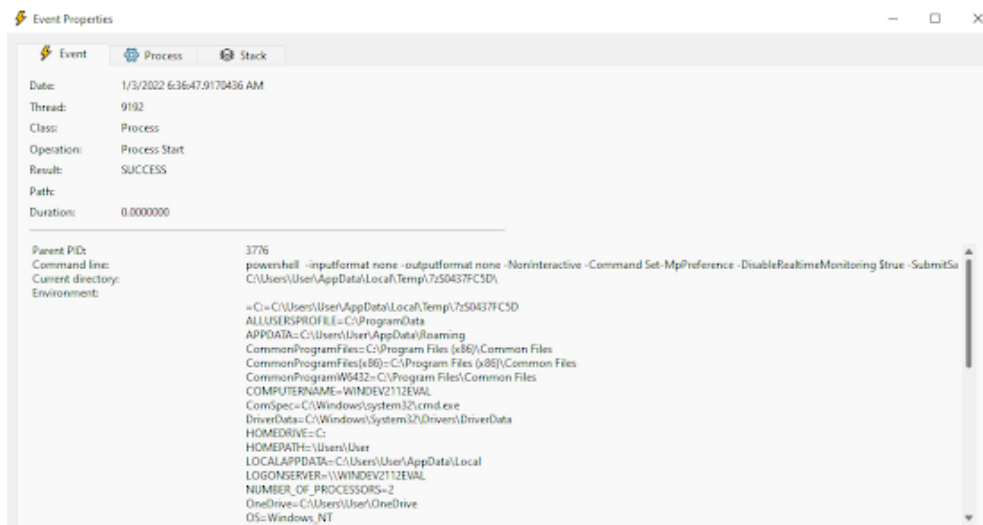 Event Properties
Event Process Stack
Date: 1/3/2022 6:36:47.9170436 AM
Thread: 9192
Class: Process
Operation: Process Start
Result: SUCCESS
Path:
Duration: 0.0000000
Parent PID: 3776
Command line: powershell -inputformat none -outputformat none -NonInteractive -Command Set-MpPreference -DisableRealtimeMonitoring $true -SubmitSa
Current directory: C:\Users\User\AppData\Local\Temp\7zS0437FC5D\
Environment:
=C:=C:\Users\User\AppData\Local\Temp\7zS0437FC5D
ALLUSERSPROFILE=C:\ProgramData
APPDATA=C:\Users\User\AppData\Roaming
CommonProgramFiles=C:\Program Files (x86)\Common Files
CommonProgramFiles(x86)=C:\Program Files (x86)\Common Files
CommonProgramW6432=C:\Program Files\Common Files
COMPUTERNAME=WINDEV2112EVAL
ComSpec=C:\Windows\system32\cmd.exe
DriverData=C:\Windows\System32\Drivers\DriverData
HOMEDRIVE=C:
HOMEPATH=\Users\User
LOCALAPPDATA=C:\Users\User\AppData\Local
LOGONSERVER=\\WINDEV2112EVAL
NUMBER_OF_PROCESSORS=2
OneDrive=C:\Users\User\OneDrive
OS=Windows_NT